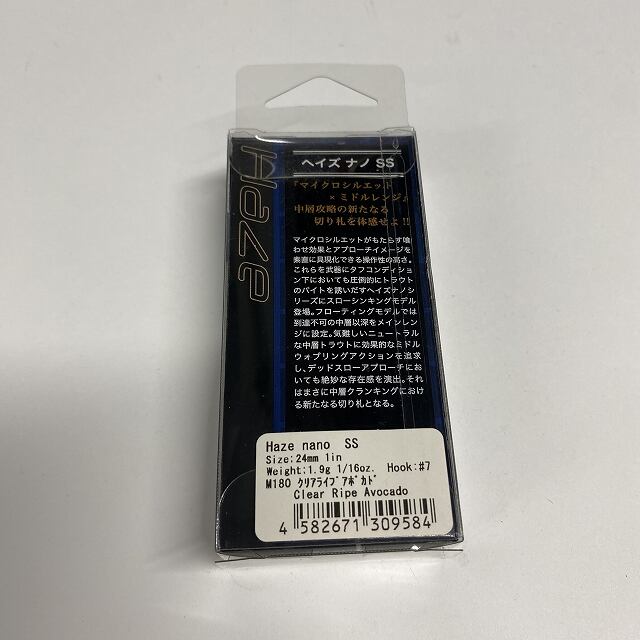 Haze
ヘイズ ナノ SS
『マイクロシルエット
× ミドルレンジ』
中層攻略の新たなる
切り札を体感せよ!!
マイクロシルエットがもたらす喰
わせ効果とアプローチイメージを
素直に具現化できる操作性の高さ。
これらを武器にタフコンディショ
ン下においても圧倒的にトラウト
のバイトを誘いだすヘイズナノシ
リーズにスローシンキングモデル
登場。フローティングモデルでは
到達不可の中層以深をメインレン
ジに設定。気難しいニュートラル
な中層トラウトに効果的なミドル
ウォブリングアクションを追求
し、デッドスローアプローチにお
いても絶妙な存在感を演出。それ
はまさに中層クランキングにおけ
る新たなる切り札となる。
Haze nano SS
Size:24mm 1in
Weight:1.9g 1/16oz. Hook:#7
M180 ｸﾘｱﾗｲﾌﾟｱﾎﾞｶﾄﾞ
Clear Ripe Avocado
4 582671 309584